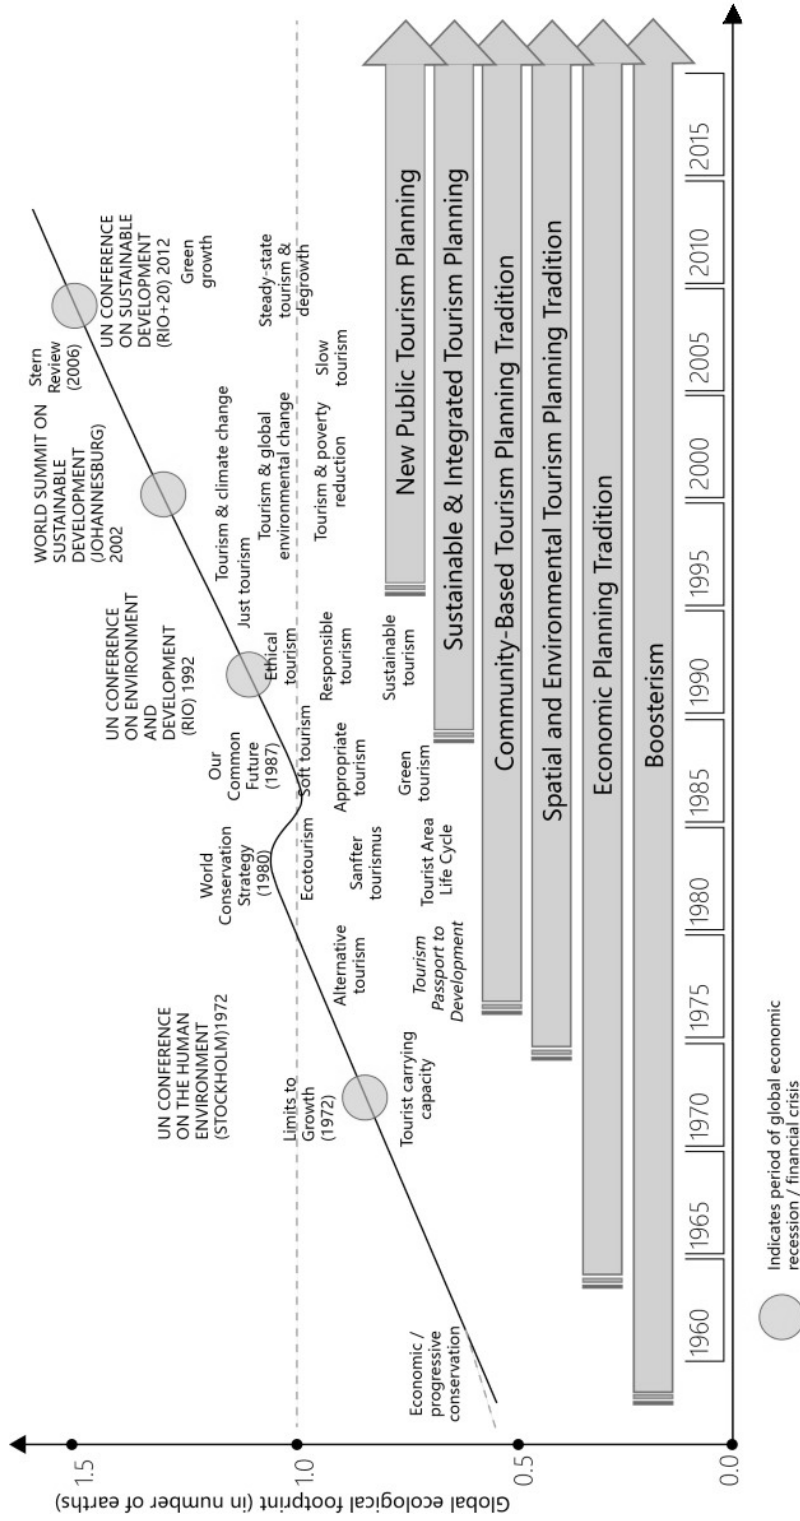 Global ecological footprint (in number of earths)
1.5
1.0
0.5
0.0
Economic /
progressive
conservation
UN CONFERENCE
ON THE HUMAN
ENVIRONMENT
(STOCKHOLM)1972
Limits to
Growth
(1972)
Tourist carrying
capacity
World
Conservation
Strategy
(1980)
Alternative
tourism
Tourism
Passport to
Development
Ecotourism
Sanfter
tourismus
Tourist Area
Life Cycle
Our
Common
Future
(1987)
Soft tourism
Appropriate
tourism
Green
tourism
UN CONFERENCE
ON ENVIRONMENT
AND
DEVELOPMENT
(RIO) 1992
Ethical
tourism
Responsible
tourism
Sustainable
tourism
Just tourism
Tourism & climate change
Tourism & global
environmental change
Tourism & poverty
reduction
WORLD SUMMIT ON
SUSTAINABLE
DEVELOPMENT
(JOHANNESBURG)
2002
Stern
Review
(2006)
Slow
tourism
UN CONFERENCE
ON SUSTAINABLE
DEVELOPMENT
(RIO+20) 2012
Green
growth
Steady-state
tourism &
degrowth
New Public Tourism Planning
Sustainable & Integrated Tourism Planning
Community-Based Tourism Planning Tradition
Spatial and Environmental Tourism Planning Tradition
Economic Planning Tradition
Boosterism
1960
1965
1970
1975
1980
1985
1990
1995
2000
2005
2010
2015
Indicates period of global economic
recession / financial crisis